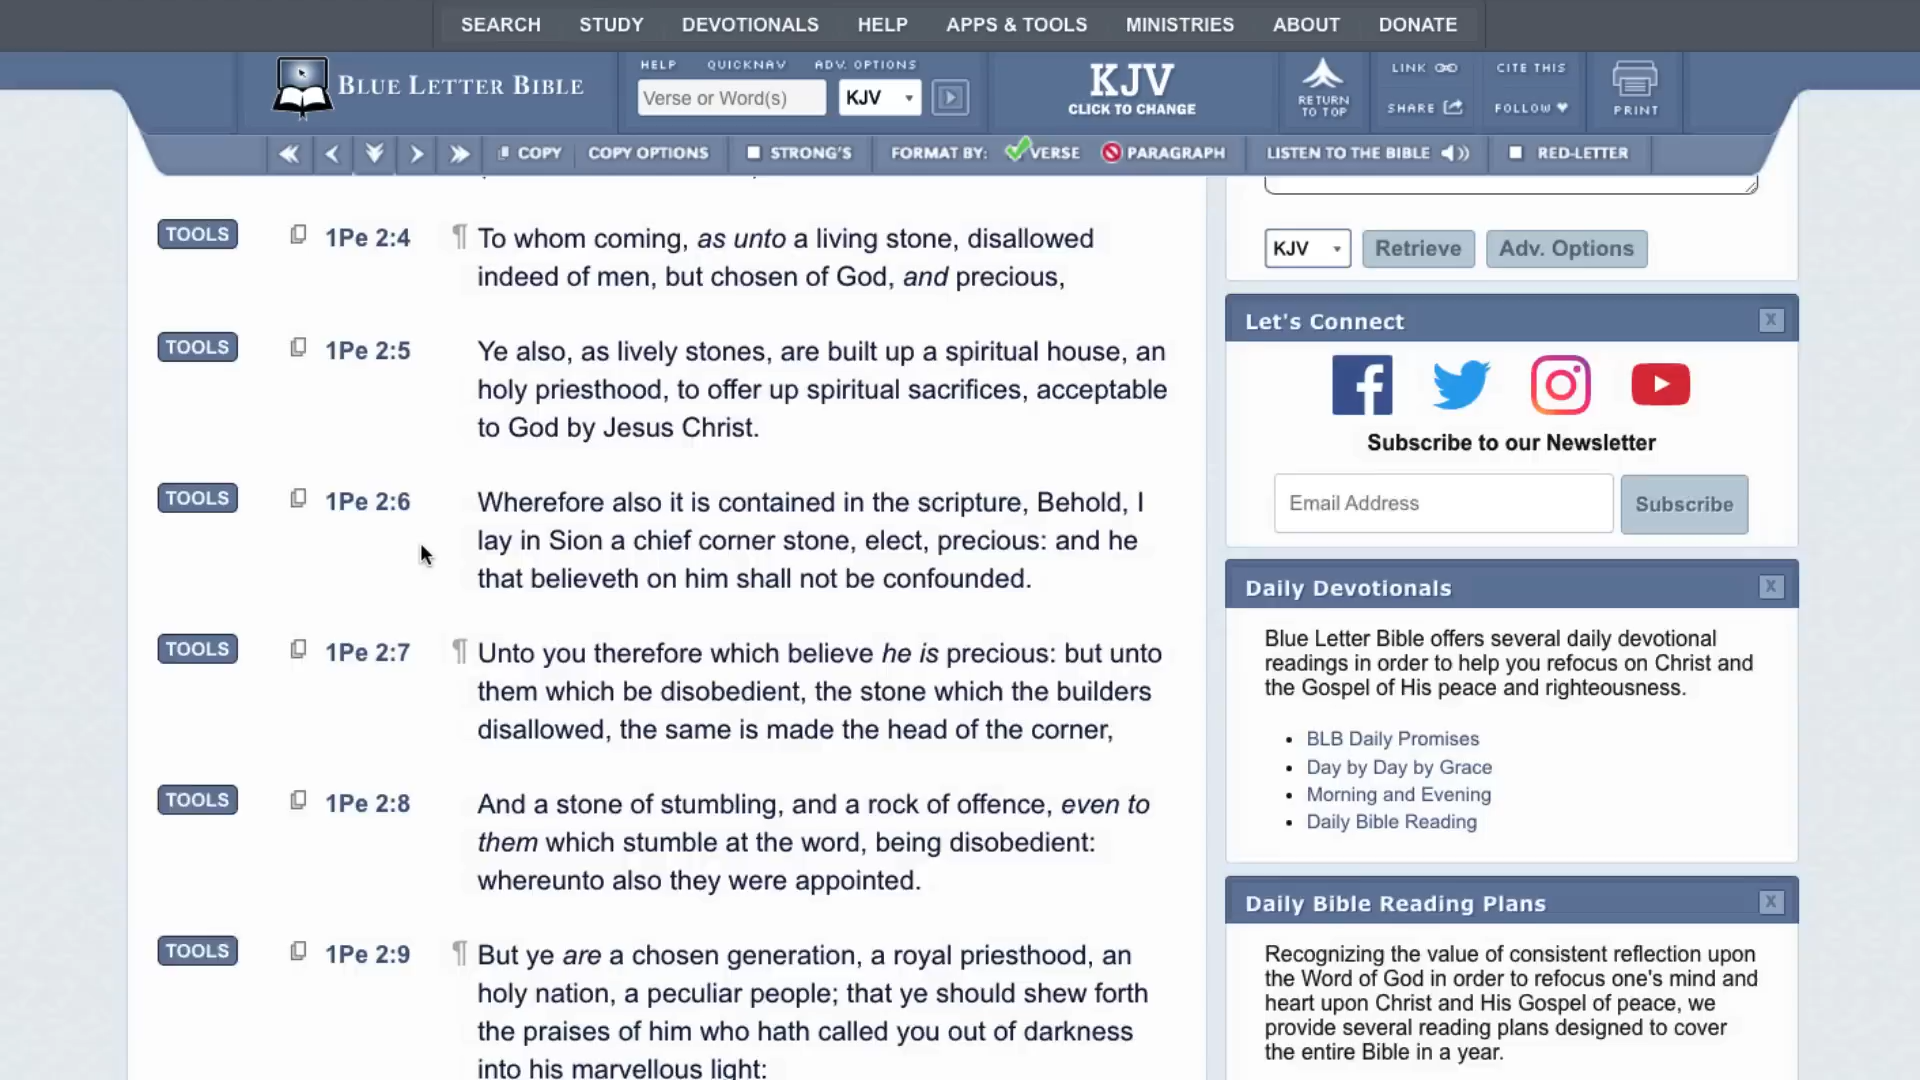 SEARCH STUDY DEVOTIONALS HELP APPS & TOOLS MINISTRIES ABOUT DONATE
BLUE LETTER BIBLE
HELP QUICKNAV ADV. OPTIONS
Verse or Word(s) KJV
KJV
CLICK TO CHANGE
RETURN
TO TOP
LINK
SHARE
CITE THIS
FOLLOW
PRINT
COPY COPY OPTIONS STRONG'S FORMAT BY: VERSE PARAGRAPH LISTEN TO THE BIBLE RED-LETTER
TOOLS 1Pe 2:4 ¶ To whom coming, as unto a living stone, disallowed
indeed of men, but chosen of God, and precious,
TOOLS 1Pe 2:5 Ye also, as lively stones, are built up a spiritual house, an
holy priesthood, to offer up spiritual sacrifices, acceptable
to God by Jesus Christ.
TOOLS 1Pe 2:6 Wherefore also it is contained in the scripture, Behold, I
lay in Sion a chief corner stone, elect, precious: and he
that believeth on him shall not be confounded.
TOOLS 1Pe 2:7 ¶ Unto you therefore which believe he is precious: but unto
them which be disobedient, the stone which the builders
disallowed, the same is made the head of the corner,
TOOLS 1Pe 2:8 And a stone of stumbling, and a rock of offence, even to
them which stumble at the word, being disobedient:
whereunto also they were appointed.
TOOLS 1Pe 2:9 ¶ But ye are a chosen generation, a royal priesthood, an
holy nation, a peculiar people; that ye should shew forth
the praises of him who hath called you out of darkness
into his marvellous light:
KJV Retrieve Adv. Options
Let's Connect X
Subscribe to our Newsletter
Email Address Subscribe
Daily Devotionals X
Blue Letter Bible offers several daily devotional
readings in order to help you refocus on Christ and
the Gospel of His peace and righteousness.
• BLB Daily Promises
• Day by Day by Grace
• Morning and Evening
• Daily Bible Reading
Daily Bible Reading Plans X
Recognizing the value of consistent reflection upon
the Word of God in order to refocus one's mind and
heart upon Christ and His Gospel of peace, we
provide several reading plans designed to cover
the entire Bible in a year.